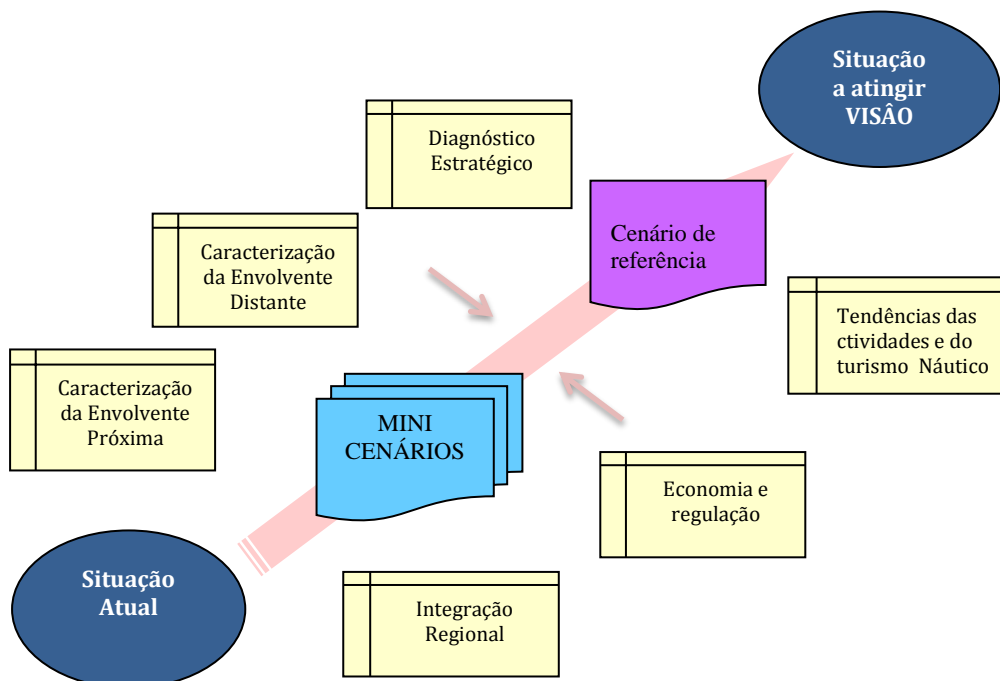 Situação
a atingir
VISÂO
Diagnóstico
Estratégico
Cenário de
referência
Caracterização
da Envolvente
Distante
Tendências das
ctividades e do
turismo Náutico
Caracterização
da Envolvente
Próxima
MINI
CENÁRIOS
Economia e
regulação
Situação
Atual
Integração
Regional